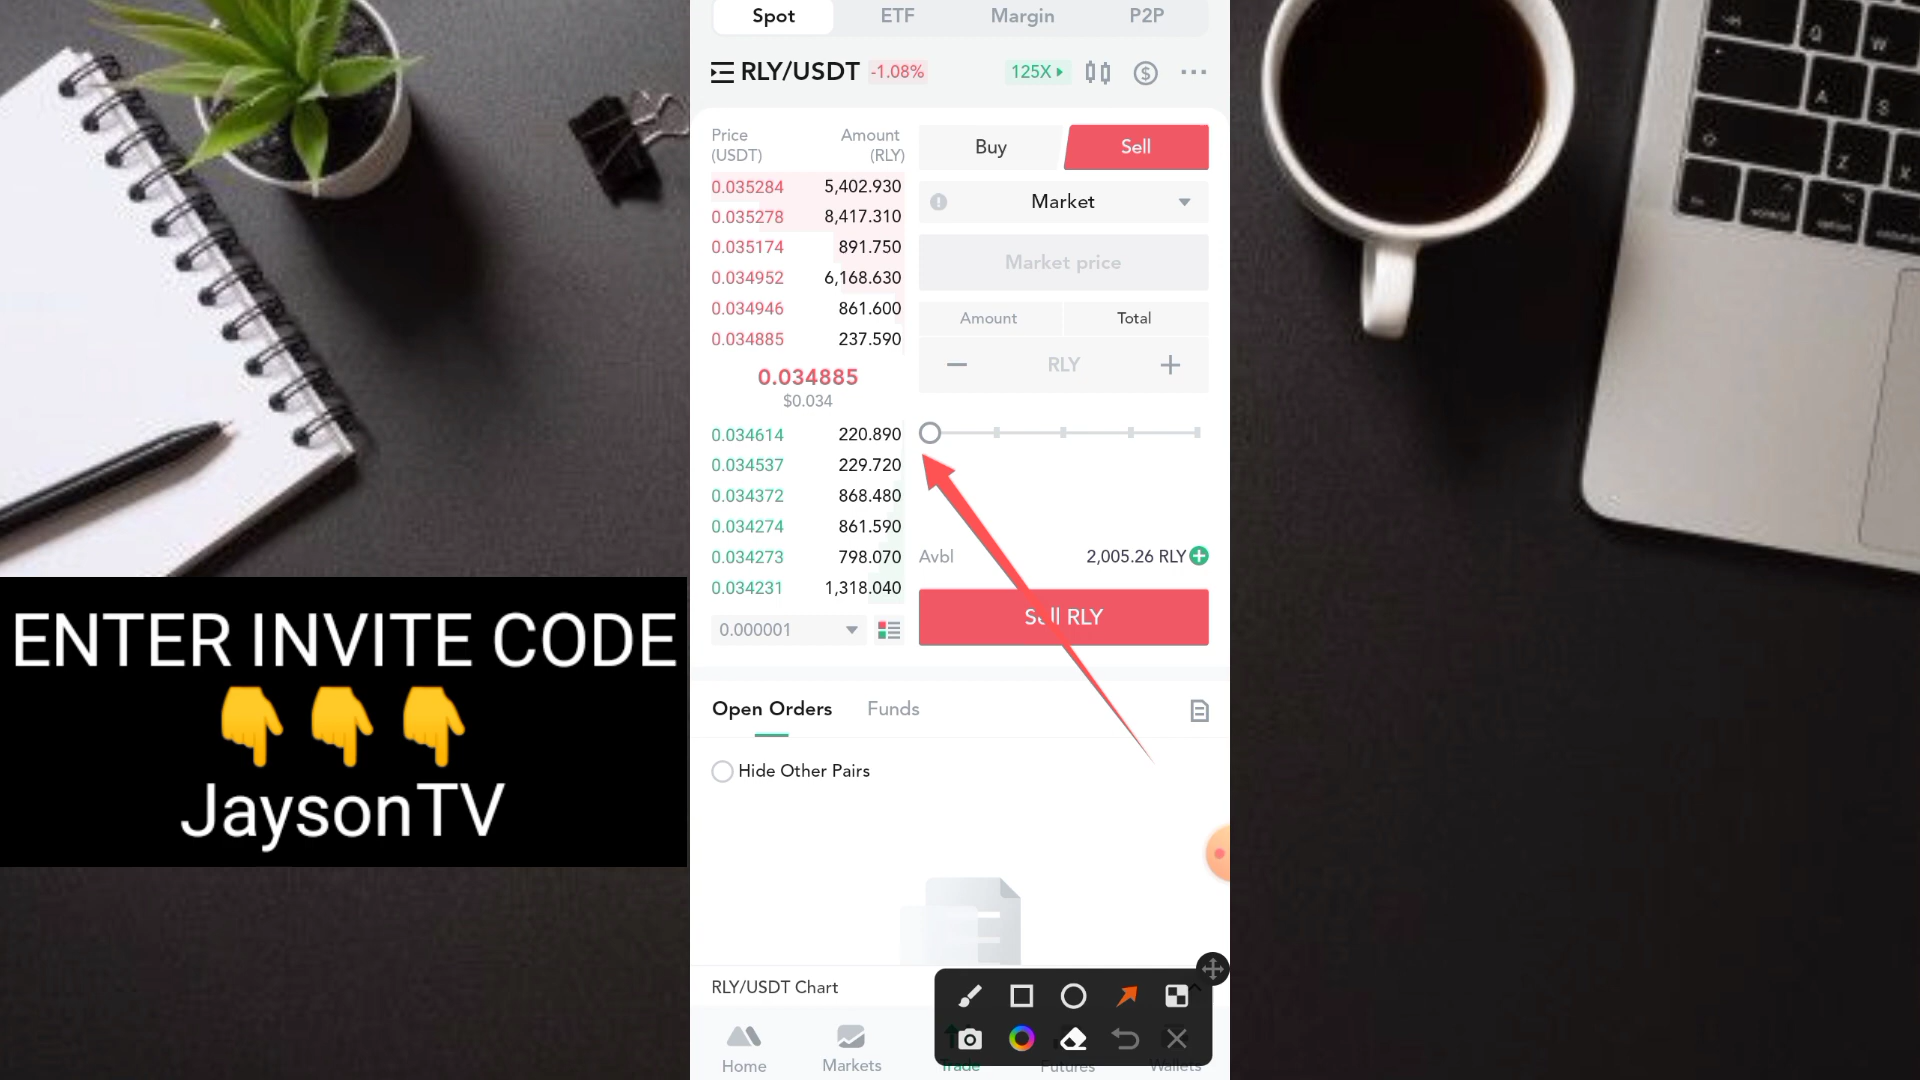 Spot ETF Margin P2P
RLY/USDT -1.08% 125X
Price (USDT) Amount (RLY)
0.035284 5,402.930
0.035278 8,417.310
0.035174 891.750
0.034952 6,168.630
0.034946 861.600
0.034885 237.590
0.034885
$0.034
0.034614 220.890
0.034537 229.720
0.034372 868.480
0.034274 861.590
0.034273 798.070
0.034231 1,318.040
0.000001
Buy Sell
Market
Market price
Amount Total
RLY
Avbl 2,005.26 RLY
Sell RLY
Open Orders Funds
Hide Other Pairs
RLY/USDT Chart
Home Markets Trade Futures Wallets
ENTER INVITE CODE
👇👇👇
JaysonTV